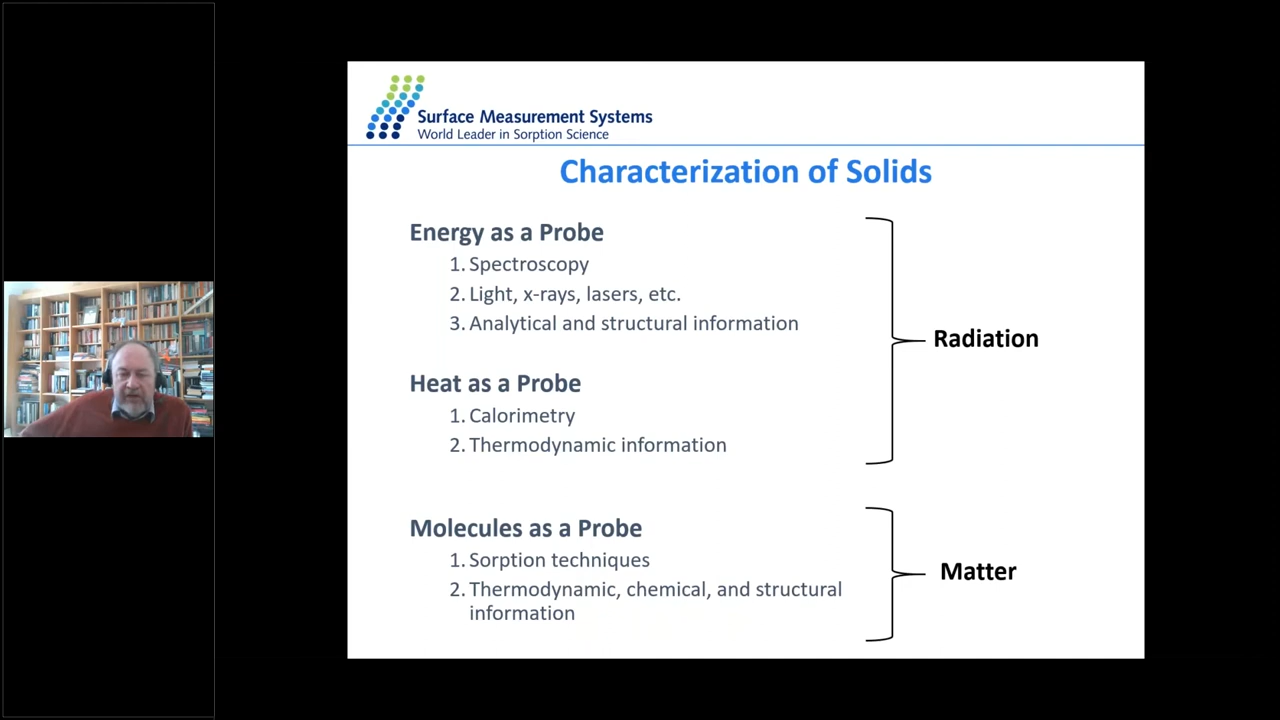 Surface Measurement Systems
World Leader in Sorption Science
Characterization of Solids
Energy as a Probe
1. Spectroscopy
2. Light, x-rays, lasers, etc.
3. Analytical and structural information
Radiation
Heat as a Probe
1. Calorimetry
2. Thermodynamic information
Molecules as a Probe
1. Sorption techniques
2. Thermodynamic, chemical, and structural
information
Matter